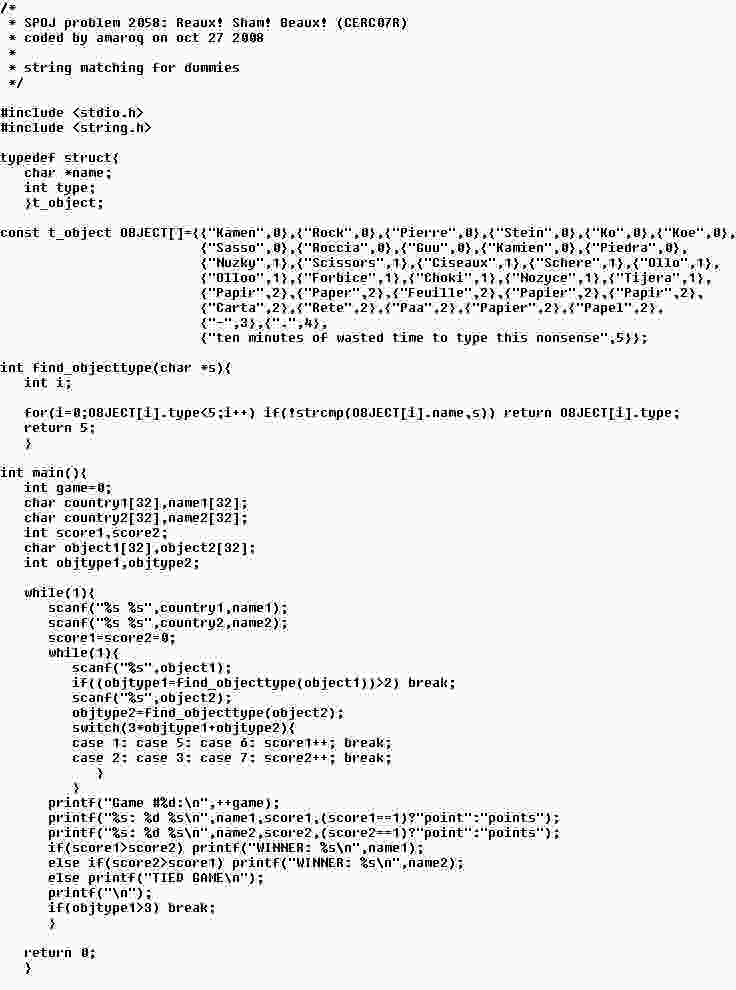 /*
 * SPOJ problem 2058: Reaux! Sham! Beaux! (CERC07R)
 * coded by amaroq on oct 27 2008
 *
 * string matching for dummies
 */

#include <stdio.h>
#include <string.h>

typedef struct{
   char *name;
   int type;
   }t_object;

const t_object OBJECT[]={{"Kamen",0},{"Rock",0},{"Pierre",0},{"Stein",0},{"Ko",0},{"Koe",0},
                         {"Sasso",0},{"Roccia",0},{"Guu",0},{"Kamien",0},{"Piedra",0},
                         {"Nuzky",1},{"Scissors",1},{"Ciseaux",1},{"Schere",1},{"Ollo",1},
                         {"Olloo",1},{"Forbice",1},{"Choki",1},{"Nozyce",1},{"Tijera",1},
                         {"Papir",2},{"Paper",2},{"Feuille",2},{"Papier",2},{"Papir",2},
                         {"Carta",2},{"Rete",2},{"Paa",2},{"Papier",2},{"Papel",2},
                         {"-",3},{".",4},
                         {"ten minutes of wasted time to type this nonsense",5}};

int find_objecttype(char *s){
   int i;

   for(i=0;OBJECT[i].type<5;i++) if(!strcmp(OBJECT[i].name,s)) return OBJECT[i].type;
   return 5;
   }

int main(){
   int game=0;
   char country1[32],name1[32];
   char country2[32],name2[32];
   int score1,score2;
   char object1[32],object2[32];
   int objtype1,objtype2;

   while(1){
      scanf("%s %s",country1,name1);
      scanf("%s %s",country2,name2);
      score1=score2=0;
      while(1){
         scanf("%s",object1);
         if((objtype1=find_objecttype(object1))>2) break;
         scanf("%s",object2);
         objtype2=find_objecttype(object2);
         switch(3*objtype1+objtype2){
         case 1: case 5: case 6: score1++; break;
         case 2: case 3: case 7: score2++; break;
            }
         }
      printf("Game #%d:\n",++game);
      printf("%s: %d %s\n",name1,score1,(score1==1)?"point":"points");
      printf("%s: %d %s\n",name2,score2,(score2==1)?"point":"points");
      if(score1>score2) printf("WINNER: %s\n",name1);
      else if(score2>score1) printf("WINNER: %s\n",name2);
      else printf("TIED GAME\n");
      printf("\n");
      if(objtype1>3) break;
      }

   return 0;
   }